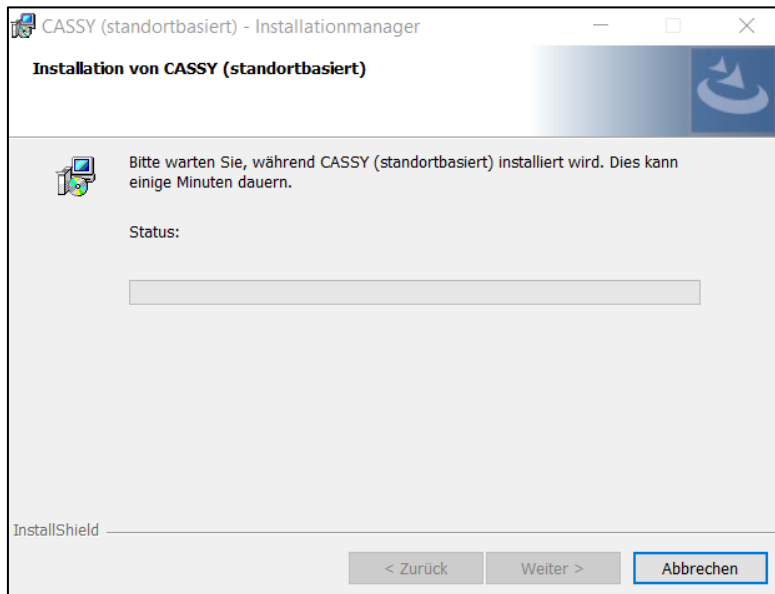 CASSY (standortbasiert) - Installationmanager
Installation von CASSY (standortbasiert)
Bitte warten Sie, während CASSY (standortbasiert) installiert wird. Dies kann
einige Minuten dauern.
Status:
InstallShield
< Zurück
Weiter >
Abbrechen